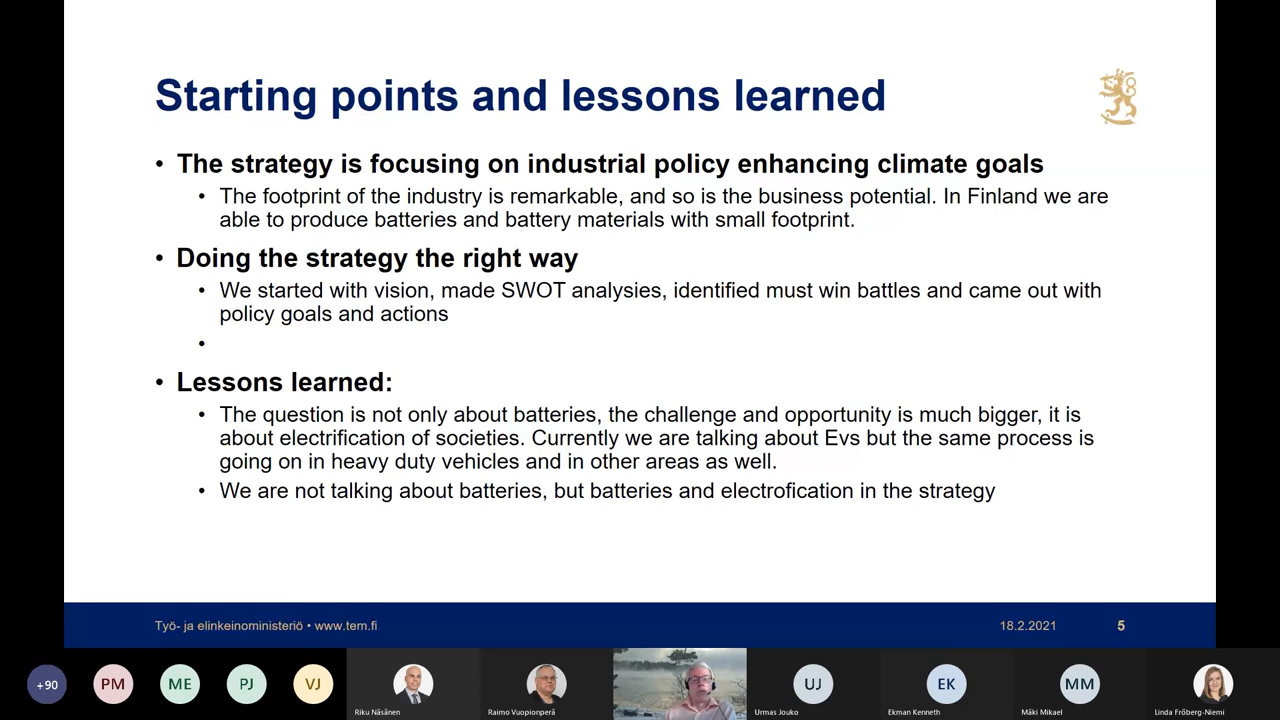 Starting points and lessons learned
• The strategy is focusing on industrial policy enhancing climate goals
• The footprint of the industry is remarkable, and so is the business potential. In Finland we are
able to produce batteries and battery materials with small footprint.
• Doing the strategy the right way
• We started with vision, made SWOT analysies, identified must win battles and came out with
policy goals and actions
•
• Lessons learned:
• The question is not only about batteries, the challenge and opportunity is much bigger, it is
about electrification of societies. Currently we are talking about Evs but the same process is
going on in heavy duty vehicles and in other areas as well.
• We are not talking about batteries, but batteries and electrofication in the strategy
Työ- ja elinkeinoministeriö • www.tem.fi 18.2.2021 5
+90 PM ME PJ VJ UJ EK MM
Riku Näsänen Raimo Vuopionperä Urmas Jouko Ekman Kenneth Mäki Mikael Linda Fröberg-Niemi